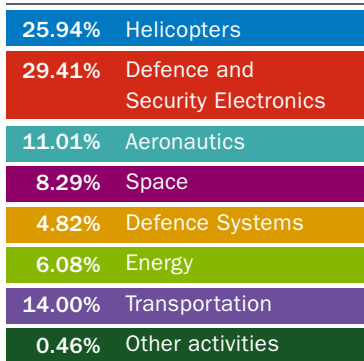 25.94% Helicopters
29.41% Defence and
Security Electronics
11.01% Aeronautics
8.29% Space
4.82% Defence Systems
6.08% Energy
14.00% Transportation
0.46% Other activities